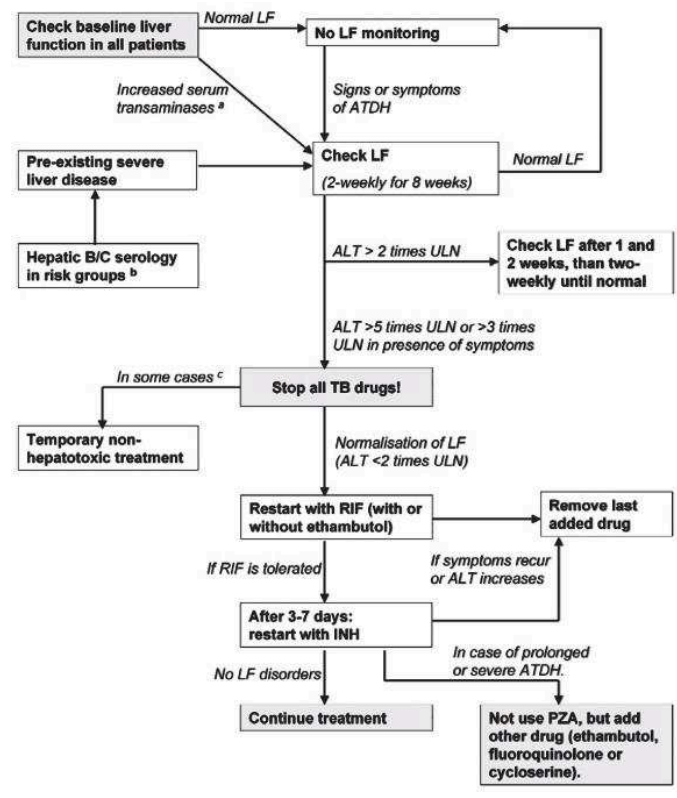 Check baseline liver
function in all patients
Normal LF
No LF monitoring
Increased serum
transaminases a
Signs or symptoms
of ATDH
Pre-existing severe
liver disease
Check LF
(2-weekly for 8 weeks)
Normal LF
Hepatic B/C serology
in risk groups b
ALT > 2 times ULN
Check LF after 1 and
2 weeks, than two-
weekly until normal
ALT >5 times ULN or >3 times
ULN in presence of symptoms
In some cases c
Stop all TB drugs!
Temporary non-
hepatotoxic treatment
Normalisation of LF
(ALT <2 times ULN)
Restart with RIF (with or
without ethambutol)
Remove last
added drug
If RIF is tolerated
If symptoms recur
or ALT increases
After 3-7 days:
restart with INH
In case of prolonged
or severe ATDH.
No LF disorders
Continue treatment
Not use PZA, but add
other drug (ethambutol,
fluoroquinolone or
cycloserine).